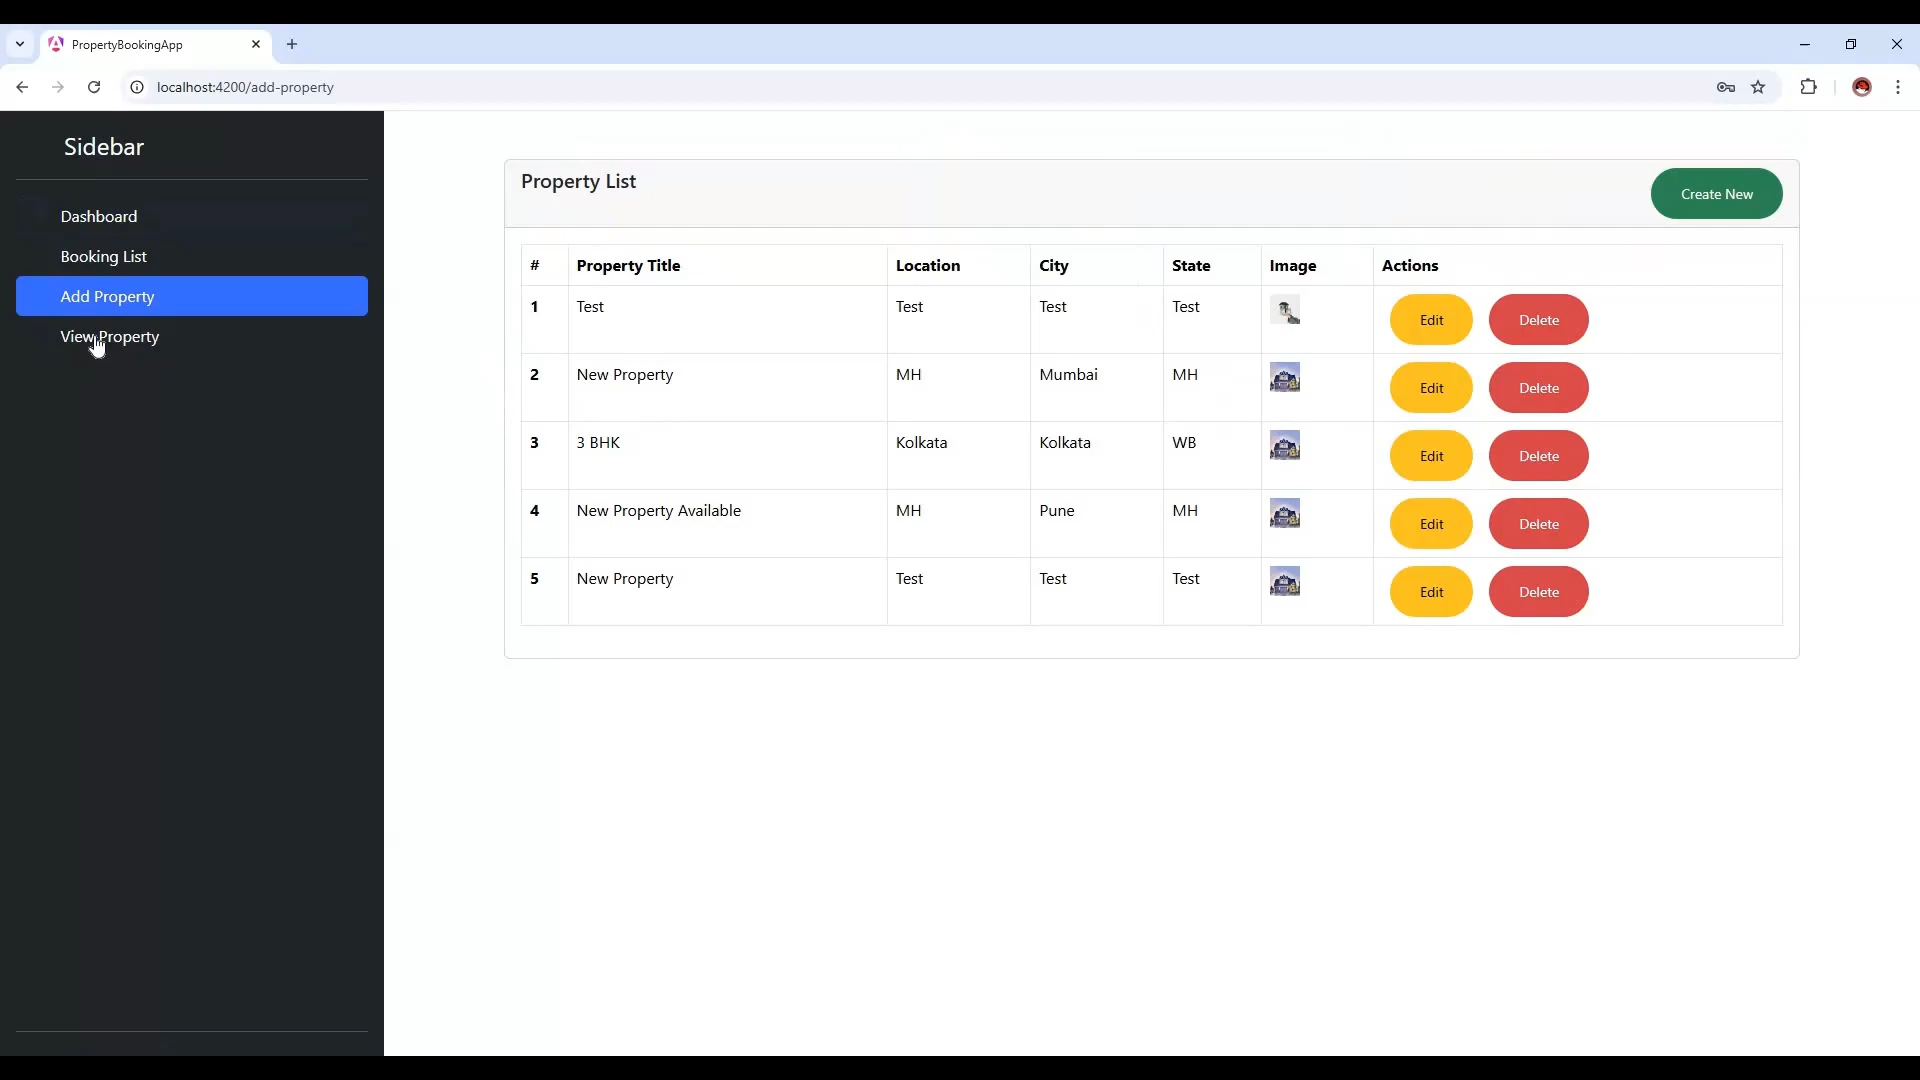 PropertyBookingApp
localhost:4200/add-property
Sidebar
Dashboard
Booking List
Add Property
View Property
Property List
Create New
# Property Title Location City State Image Actions
1 Test Test Test Test Edit Delete
2 New Property MH Mumbai MH Edit Delete
3 3 BHK Kolkata Kolkata WB Edit Delete
4 New Property Available MH Pune MH Edit Delete
5 New Property Test Test Test Edit Delete